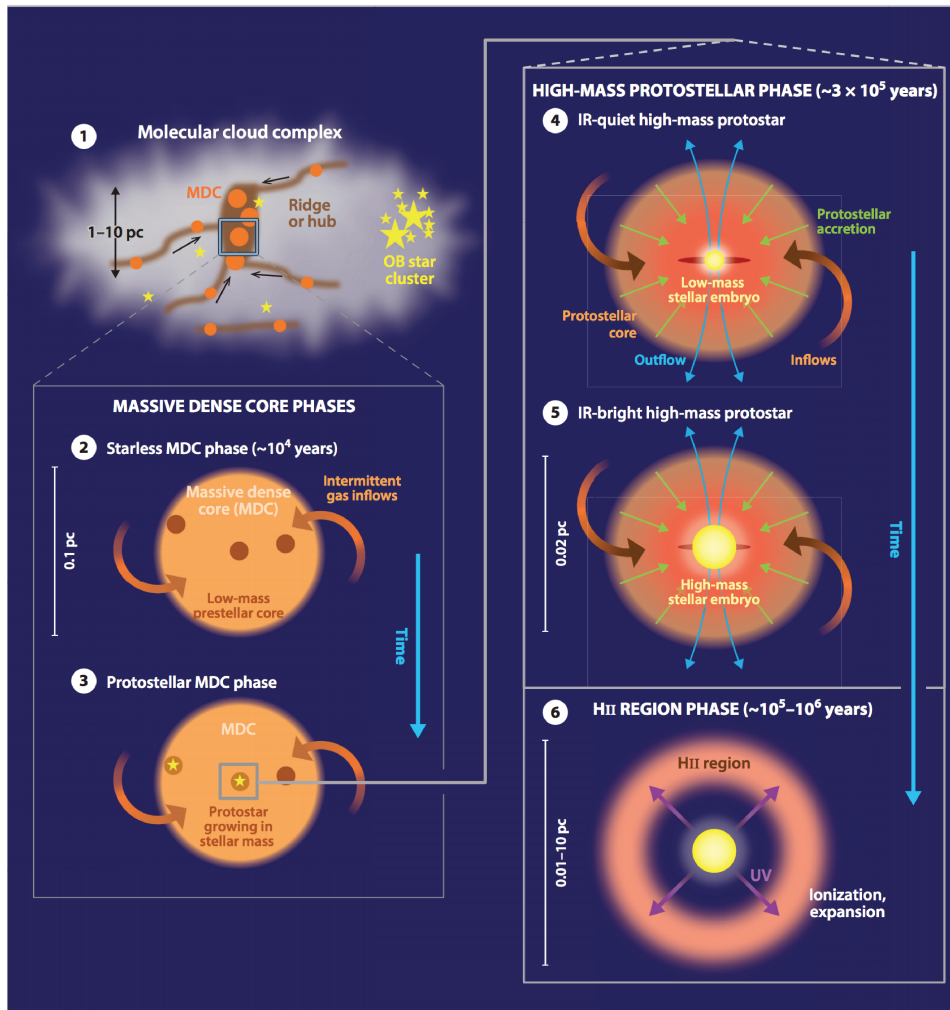 1
Molecular cloud complex
MDC
Ridge
or hub
1–10 pc
OB star
cluster
MASSIVE DENSE CORE PHASES
2 Starless MDC phase (~10⁴ years)
Massive dense
core (MDC)
Intermittent
gas inflows
0.1 pc
Low-mass
prestellar core
Time
3 Protostellar MDC phase
MDC
Protostar
growing in
stellar mass
HIGH-MASS PROTOSTELLAR PHASE (~3 × 10⁵ years)
4 IR-quiet high-mass protostar
Protostellar
accretion
Low-mass
stellar embryo
Protostellar
core
Outflow
Inflows
5 IR-bright high-mass protostar
0.02 pc
High-mass
stellar embryo
Time
6 HII REGION PHASE (~10⁵–10⁶ years)
HII region
0.01–10 pc
UV
Ionization,
expansion